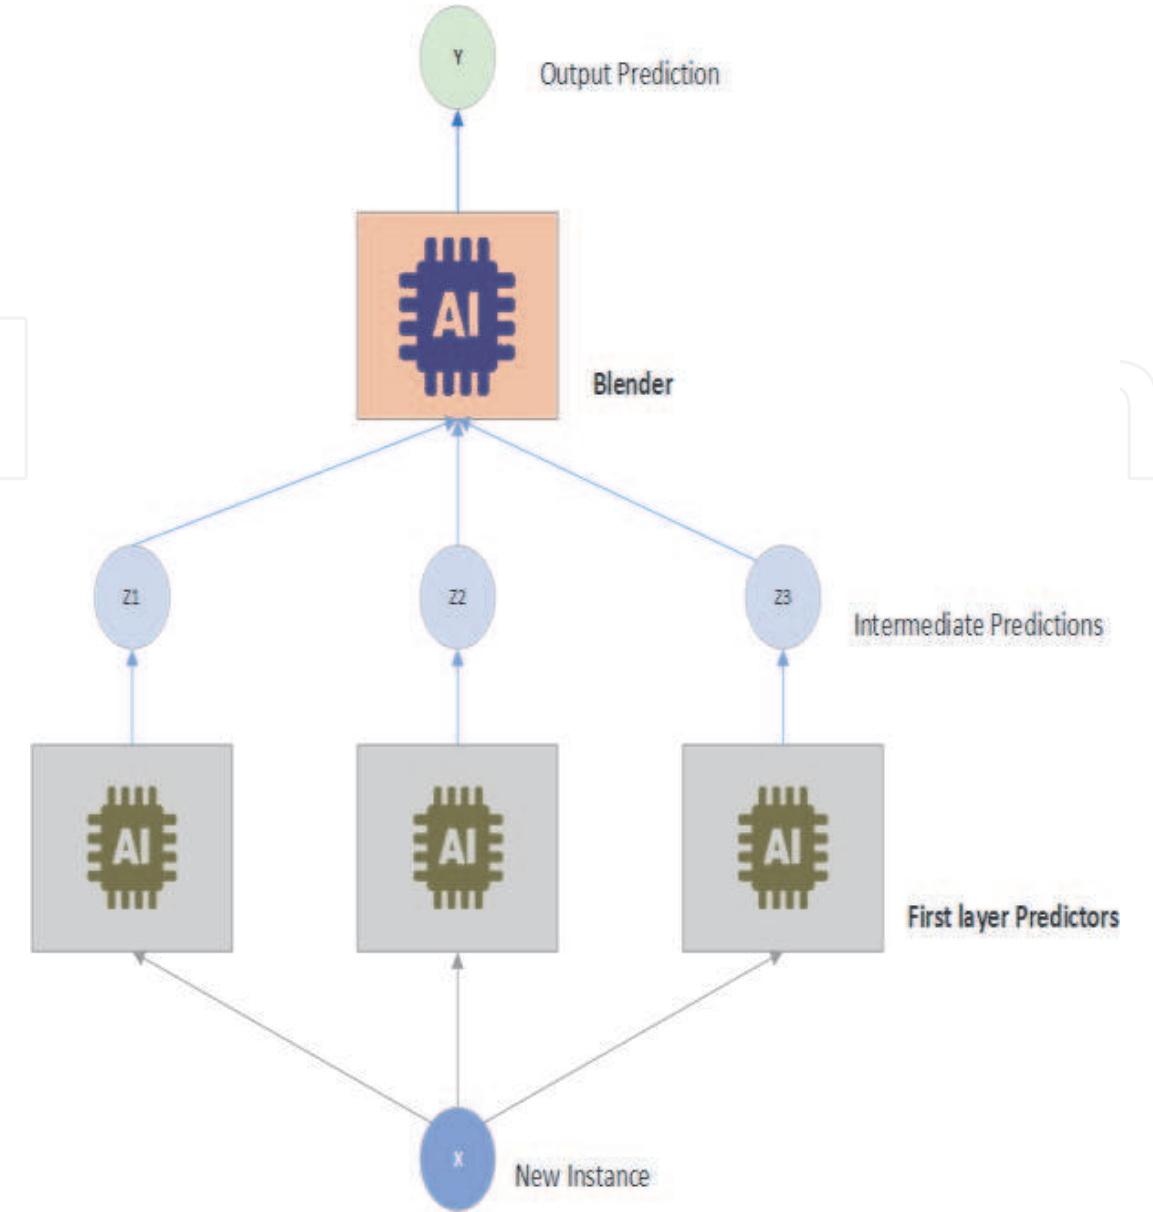 Y
Output Prediction
AI
Blender
Z1
Z2
Z3
Intermediate Predictions
AI
AI
AI
First layer Predictors
X
New Instance